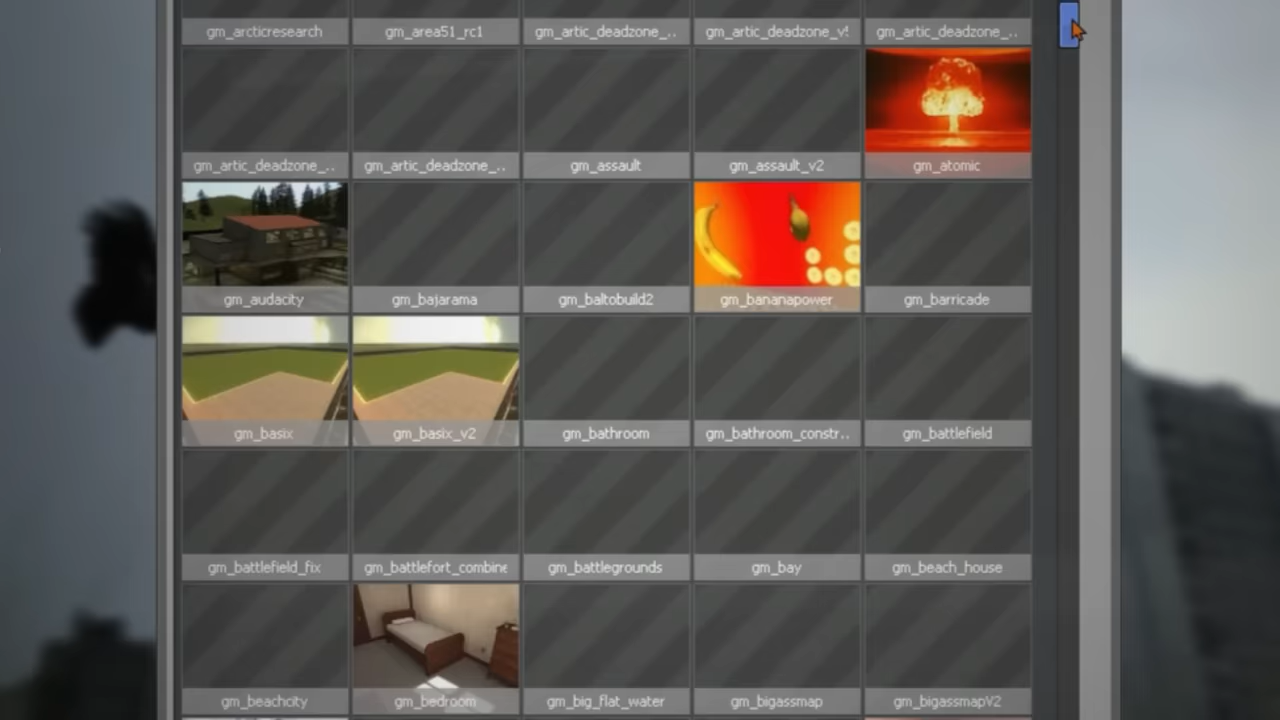 gm_arcticresearch gm_area51_rc1 gm_artic_deadzone_.. gm_artic_deadzone_v! gm_artic_deadzone_..
gm_artic_deadzone_.. gm_artic_deadzone_.. gm_assault gm_assault_v2 gm_atomic
gm_audacity gm_bajarama gm_baltobuild2 gm_bananapower gm_barricade
gm_basix gm_basix_v2 gm_bathroom gm_bathroom_constr.. gm_battlefield
gm_battlefield_fix gm_battlefort_combine gm_battlegrounds gm_bay gm_beach_house
gm_beachcity gm_bedroom gm_big_flat_water gm_bigassmap gm_bigassmapV2